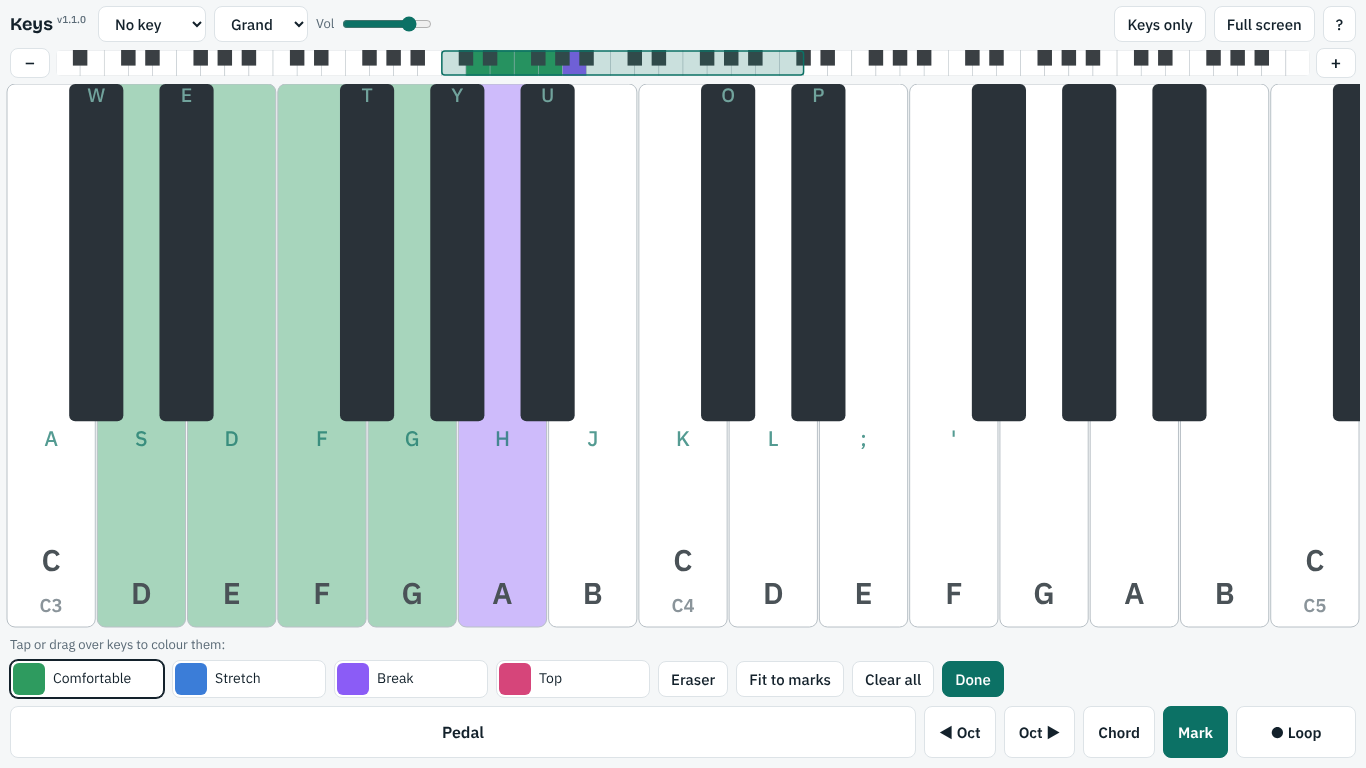 Keys v1.1.0 No key Grand Vol Keys only Full screen ?
− +
W E T Y U O P
A S D F G H J K L ; '
C D E F G A B C D E F G A B C
C3 C4 C5
Tap or drag over keys to colour them:
Comfortable Stretch Break Top Eraser Fit to marks Clear all Done
Pedal ◀ Oct Oct ▶ Chord Mark ● Loop